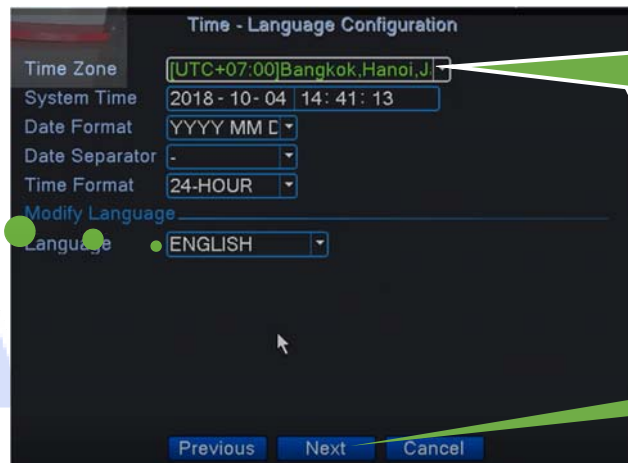 Time - Language Configuration
Time Zone [UTC+07:00]Bangkok,Hanoi,J
System Time 2018 - 10 - 04 14: 41: 13
Date Format YYYY MM D
Date Separator -
Time Format 24-HOUR
Modify Language
Language ENGLISH
Previous Next Cancel